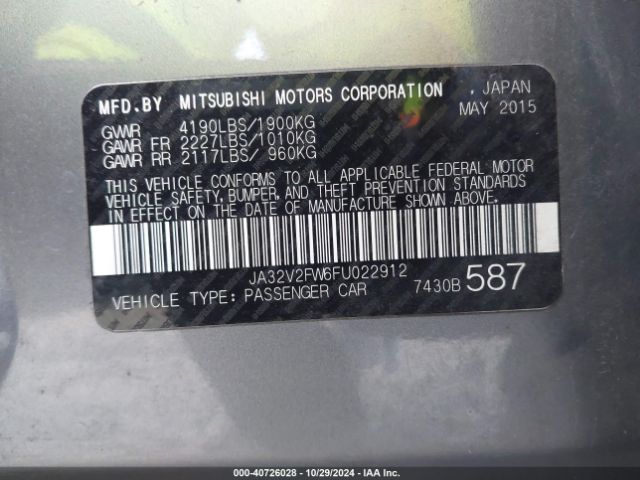 MFD.BY MITSUBISHI MOTORS CORPORATION , JAPAN
MAY 2015
GVWR 4190LBS/1900KG
GAWR FR 2227LBS/1010KG
GAWR RR 2117LBS/ 960KG
THIS VEHICLE CONFORMS TO ALL APPLICABLE FEDERAL MOTOR
VEHICLE SAFETY, BUMPER, AND THEFT PREVENTION STANDARDS
IN EFFECT ON THE DATE OF MANUFACTURE SHOWN ABOVE.
JA32V2FW6FU022912
VEHICLE TYPE: PASSENGER CAR 7430B 587
000-40726028 - 10/29/2024 - IAA Inc.